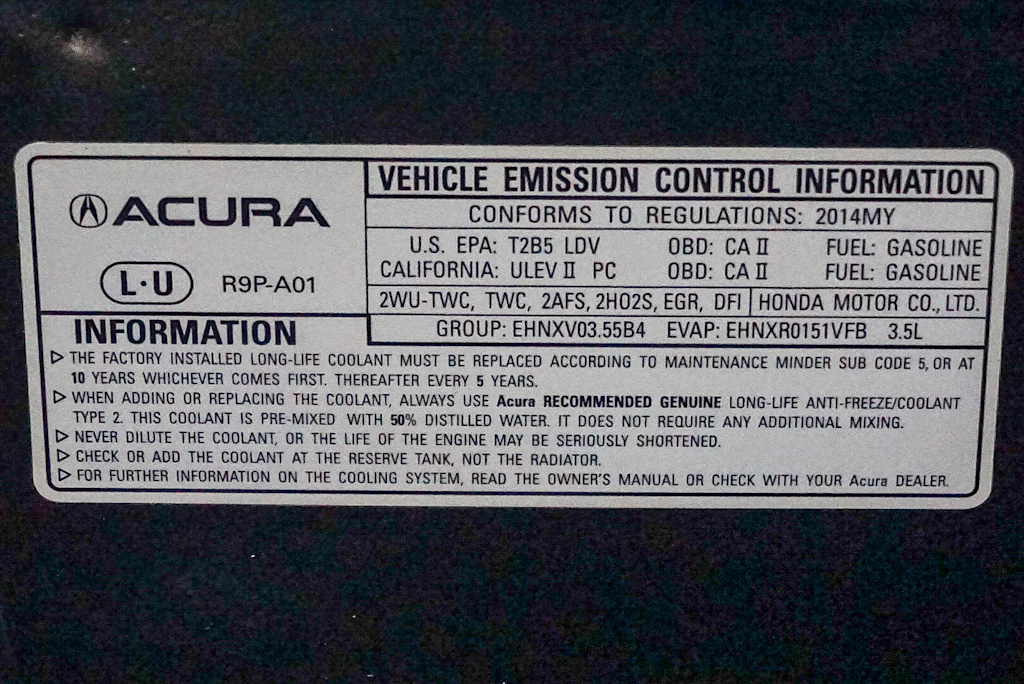 ACURA
L·U R9P-A01
VEHICLE EMISSION CONTROL INFORMATION
CONFORMS TO REGULATIONS: 2014MY
U.S. EPA: T2B5 LDV OBD: CA II FUEL: GASOLINE
CALIFORNIA: ULEV II PC OBD: CA II FUEL: GASOLINE
2WU-TWC, TWC, 2AFS, 2HO2S, EGR, DFI HONDA MOTOR CO., LTD.
GROUP: EHNXV03.55B4 EVAP: EHNXR0151VFB 3.5L
INFORMATION
▷ THE FACTORY INSTALLED LONG-LIFE COOLANT MUST BE REPLACED ACCORDING TO MAINTENANCE MINDER SUB CODE 5, OR AT
10 YEARS WHICHEVER COMES FIRST. THEREAFTER EVERY 5 YEARS.
▷ WHEN ADDING OR REPLACING THE COOLANT, ALWAYS USE Acura RECOMMENDED GENUINE LONG-LIFE ANTI-FREEZE/COOLANT
TYPE 2. THIS COOLANT IS PRE-MIXED WITH 50% DISTILLED WATER. IT DOES NOT REQUIRE ANY ADDITIONAL MIXING.
▷ NEVER DILUTE THE COOLANT, OR THE LIFE OF THE ENGINE MAY BE SERIOUSLY SHORTENED.
▷ CHECK OR ADD THE COOLANT AT THE RESERVE TANK, NOT THE RADIATOR.
▷ FOR FURTHER INFORMATION ON THE COOLING SYSTEM, READ THE OWNER'S MANUAL OR CHECK WITH YOUR Acura DEALER.